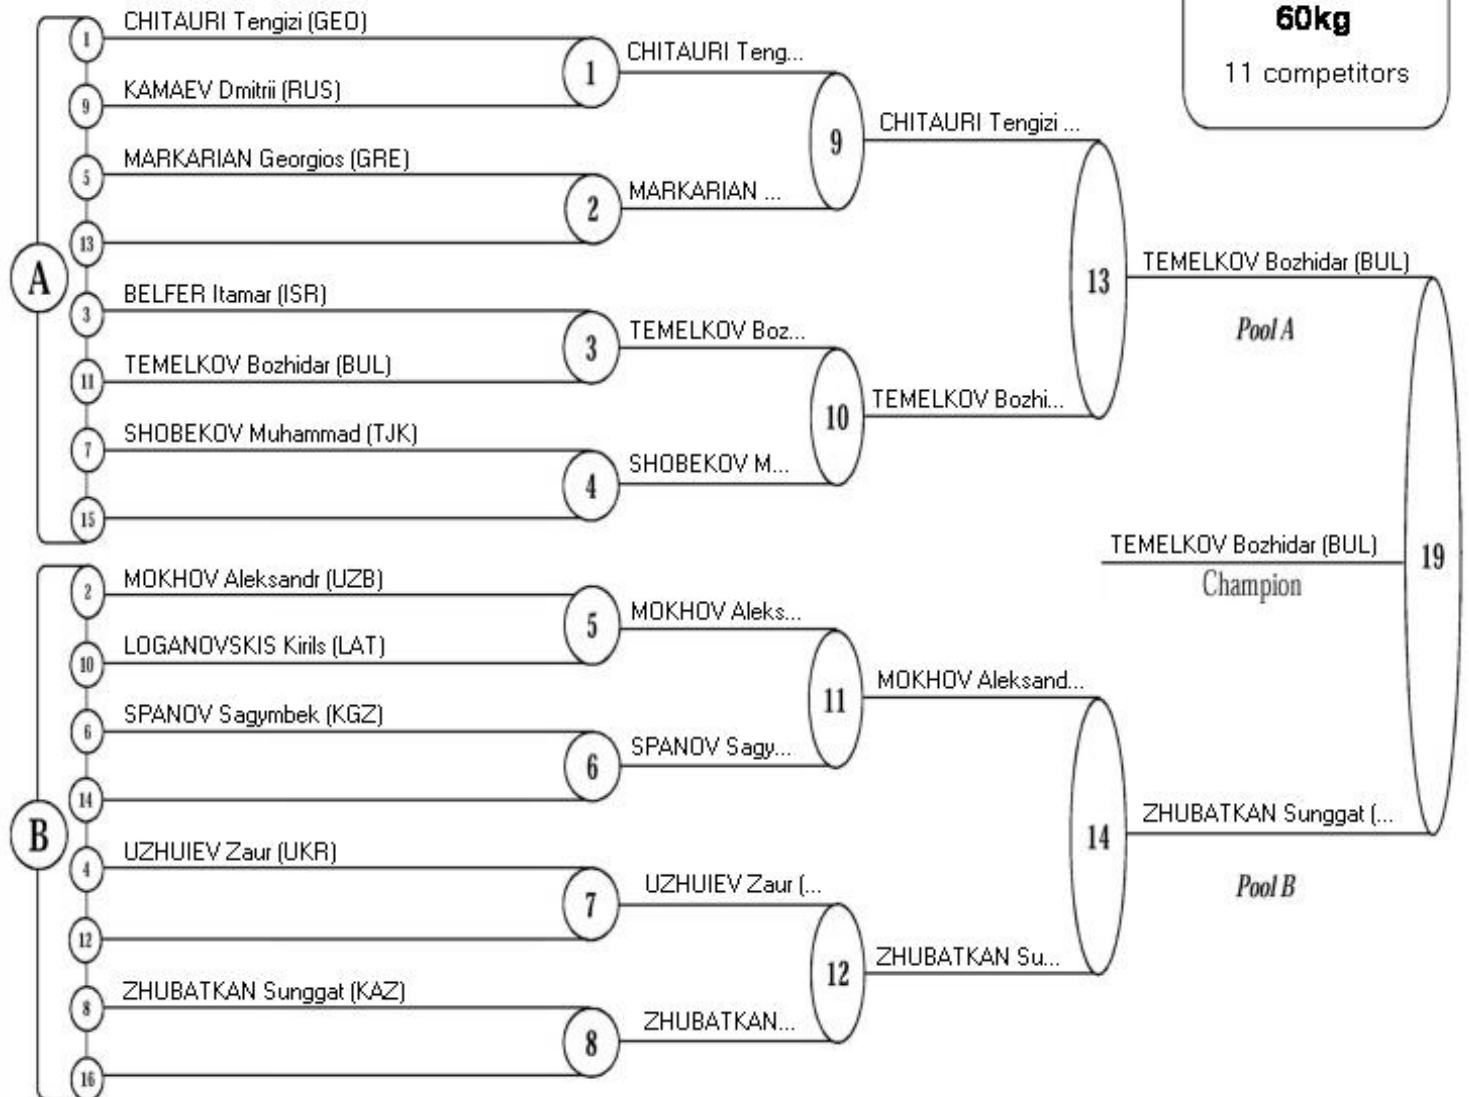 60kg
11 competitors
A
1
CHITAURI Tengizi (GEO)
9
KAMAEV Dmitrii (RUS)
5
MARKARIAN Georgios (GRE)
13
3
BELFER Itamar (ISR)
11
TEMELKOV Bozhidar (BUL)
7
SHOBEKOV Muhammad (TJK)
15
B
2
MOKHOV Aleksandr (UZB)
10
LOGANOVSKIS Kirils (LAT)
6
SPANOV Sagymbek (KGZ)
14
4
UZHUIEV Zaur (UKR)
12
8
ZHUBATKAN Sunggat (KAZ)
16
1
CHITAURI Teng...
2
MARKARIAN ...
3
TEMELKOV Boz...
4
SHOBEKOV M...
5
MOKHOV Aleks...
6
SPANOV Sagy...
7
UZHUIEV Zaur (...
8
ZHUBATKAN...
9
CHITAURI Tengizi ...
10
TEMELKOV Bozhi...
11
MOKHOV Aleksand...
12
ZHUBATKAN Su...
13
TEMELKOV Bozhidar (BUL)
Pool A
14
ZHUBATKAN Sunggat (...
Pool B
19
TEMELKOV Bozhidar (BUL)
Champion